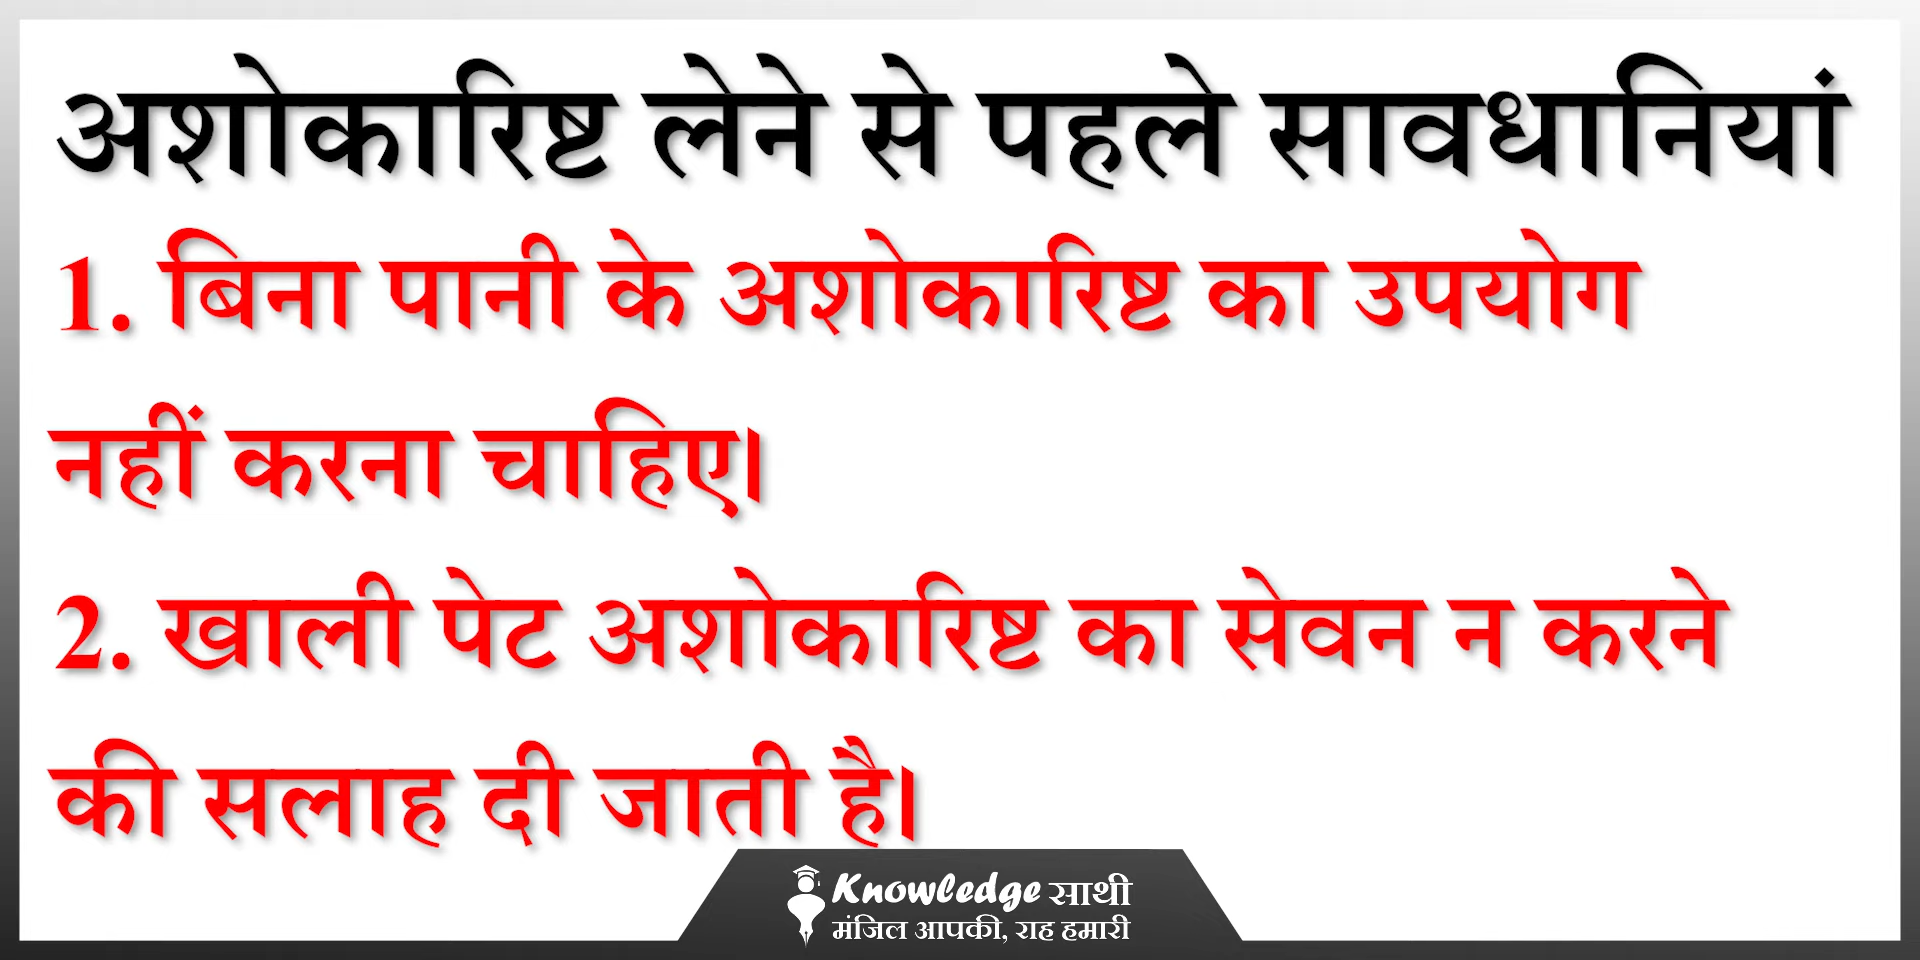 अशोकारिष्ट लेने से पहले सावधानियां
1. बिना पानी के अशोकारिष्ट का उपयोग
नहीं करना चाहिए।
2. खाली पेट अशोकारिष्ट का सेवन न करने
की सलाह दी जाती है।
Knowledge साथी
मंजिल आपकी, राह हमारी